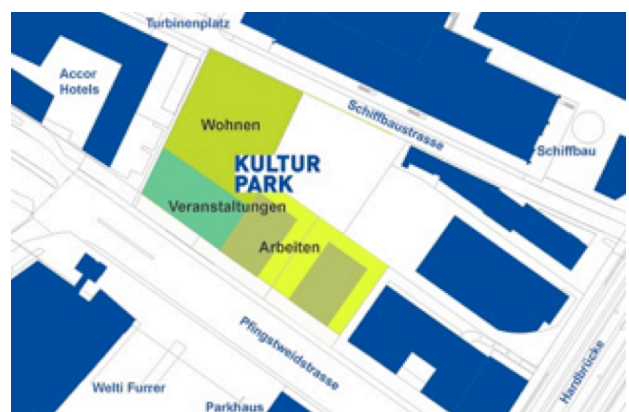 Turbinenplatz
Accor
Hotels
Schiffbaustrasse
Wohnen
Schiffbau
KULTUR
PARK
Veranstaltungen
Arbeiten
Pfingstweidstrasse
Hardbrücke
Welti Furrer
Parkhaus